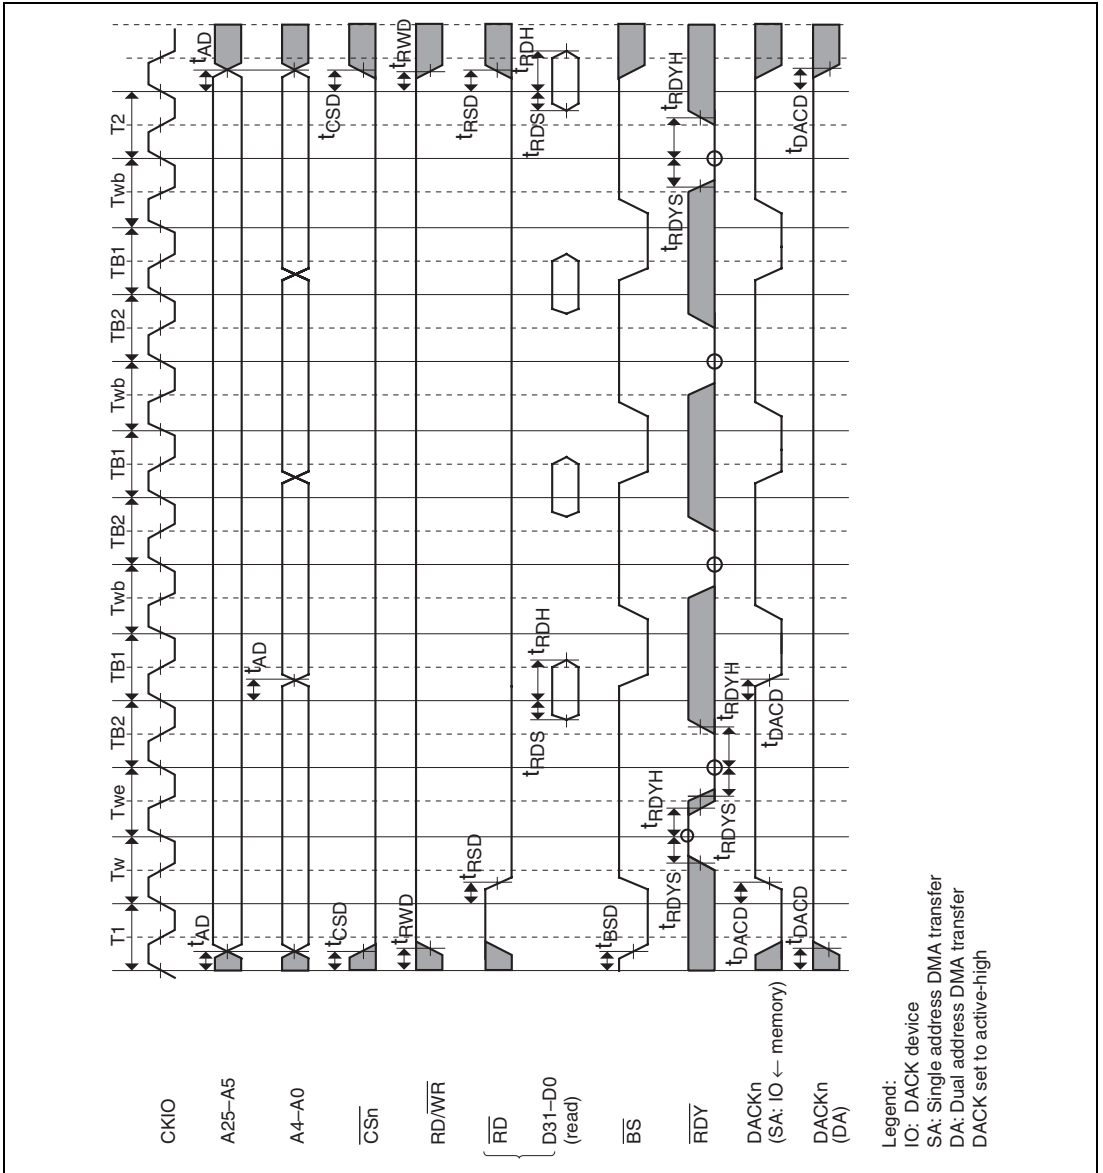 T1
Tw
Twe
TB2
TB1
Twb
TB2
TB1
Twb
TB2
TB1
Twb
T2
CKIO
A25–A5
tAD
tAD
A4–A0
tAD
CSn
tCSD
tCSD
RD/WR
tRWD
tRWD
RD
tRSD
tRSD
D31–D0
(read)
tRDS
tRDH
tRDS
tRDH
BS
tBSD
RDY
tRDYS
tRDYH
tRDYS
tRDYH
tRDYS
tRDYH
DACKn
(SA: IO ← memory)
tDACD
tDACD
DACKn
(DA)
tDACD
tDACD
Legend:
IO: DACK device
SA: Single address DMA transfer
DA: Dual address DMA transfer
DACK set to active-high